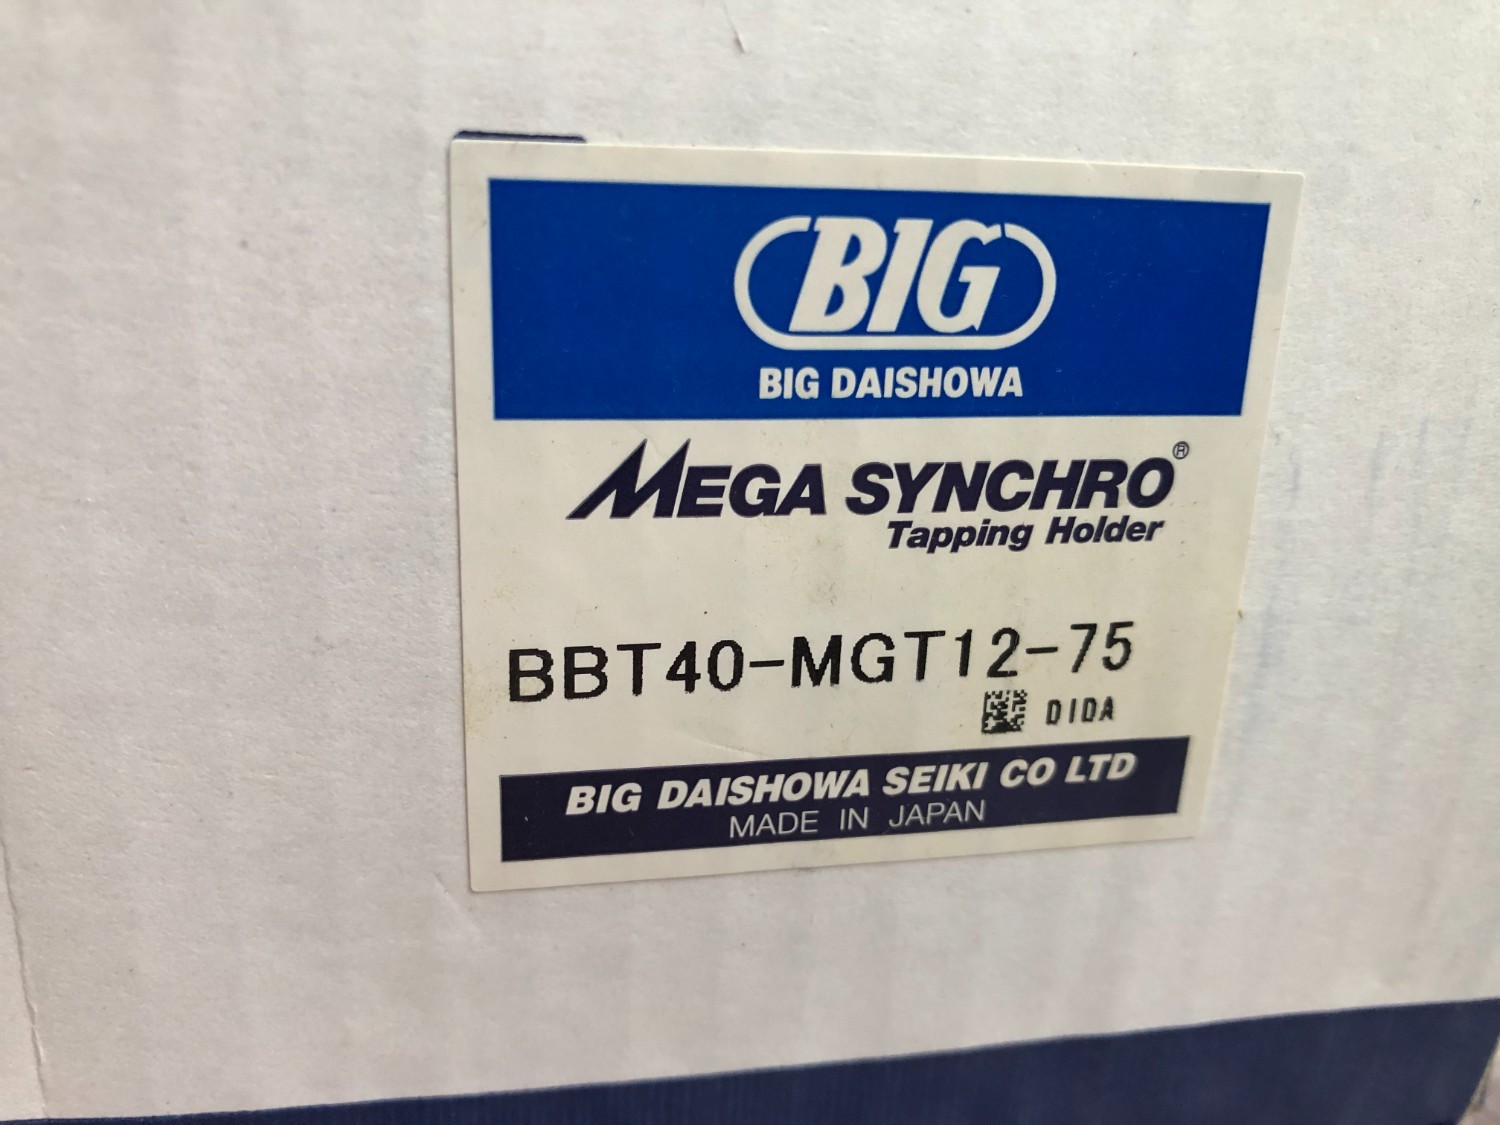 BIG
BIG DAISHOWA
MEGA SYNCHRO®
Tapping Holder
BBT40-MGT12-75
DIDA
BIG DAISHOWA SEIKI CO LTD
MADE IN JAPAN